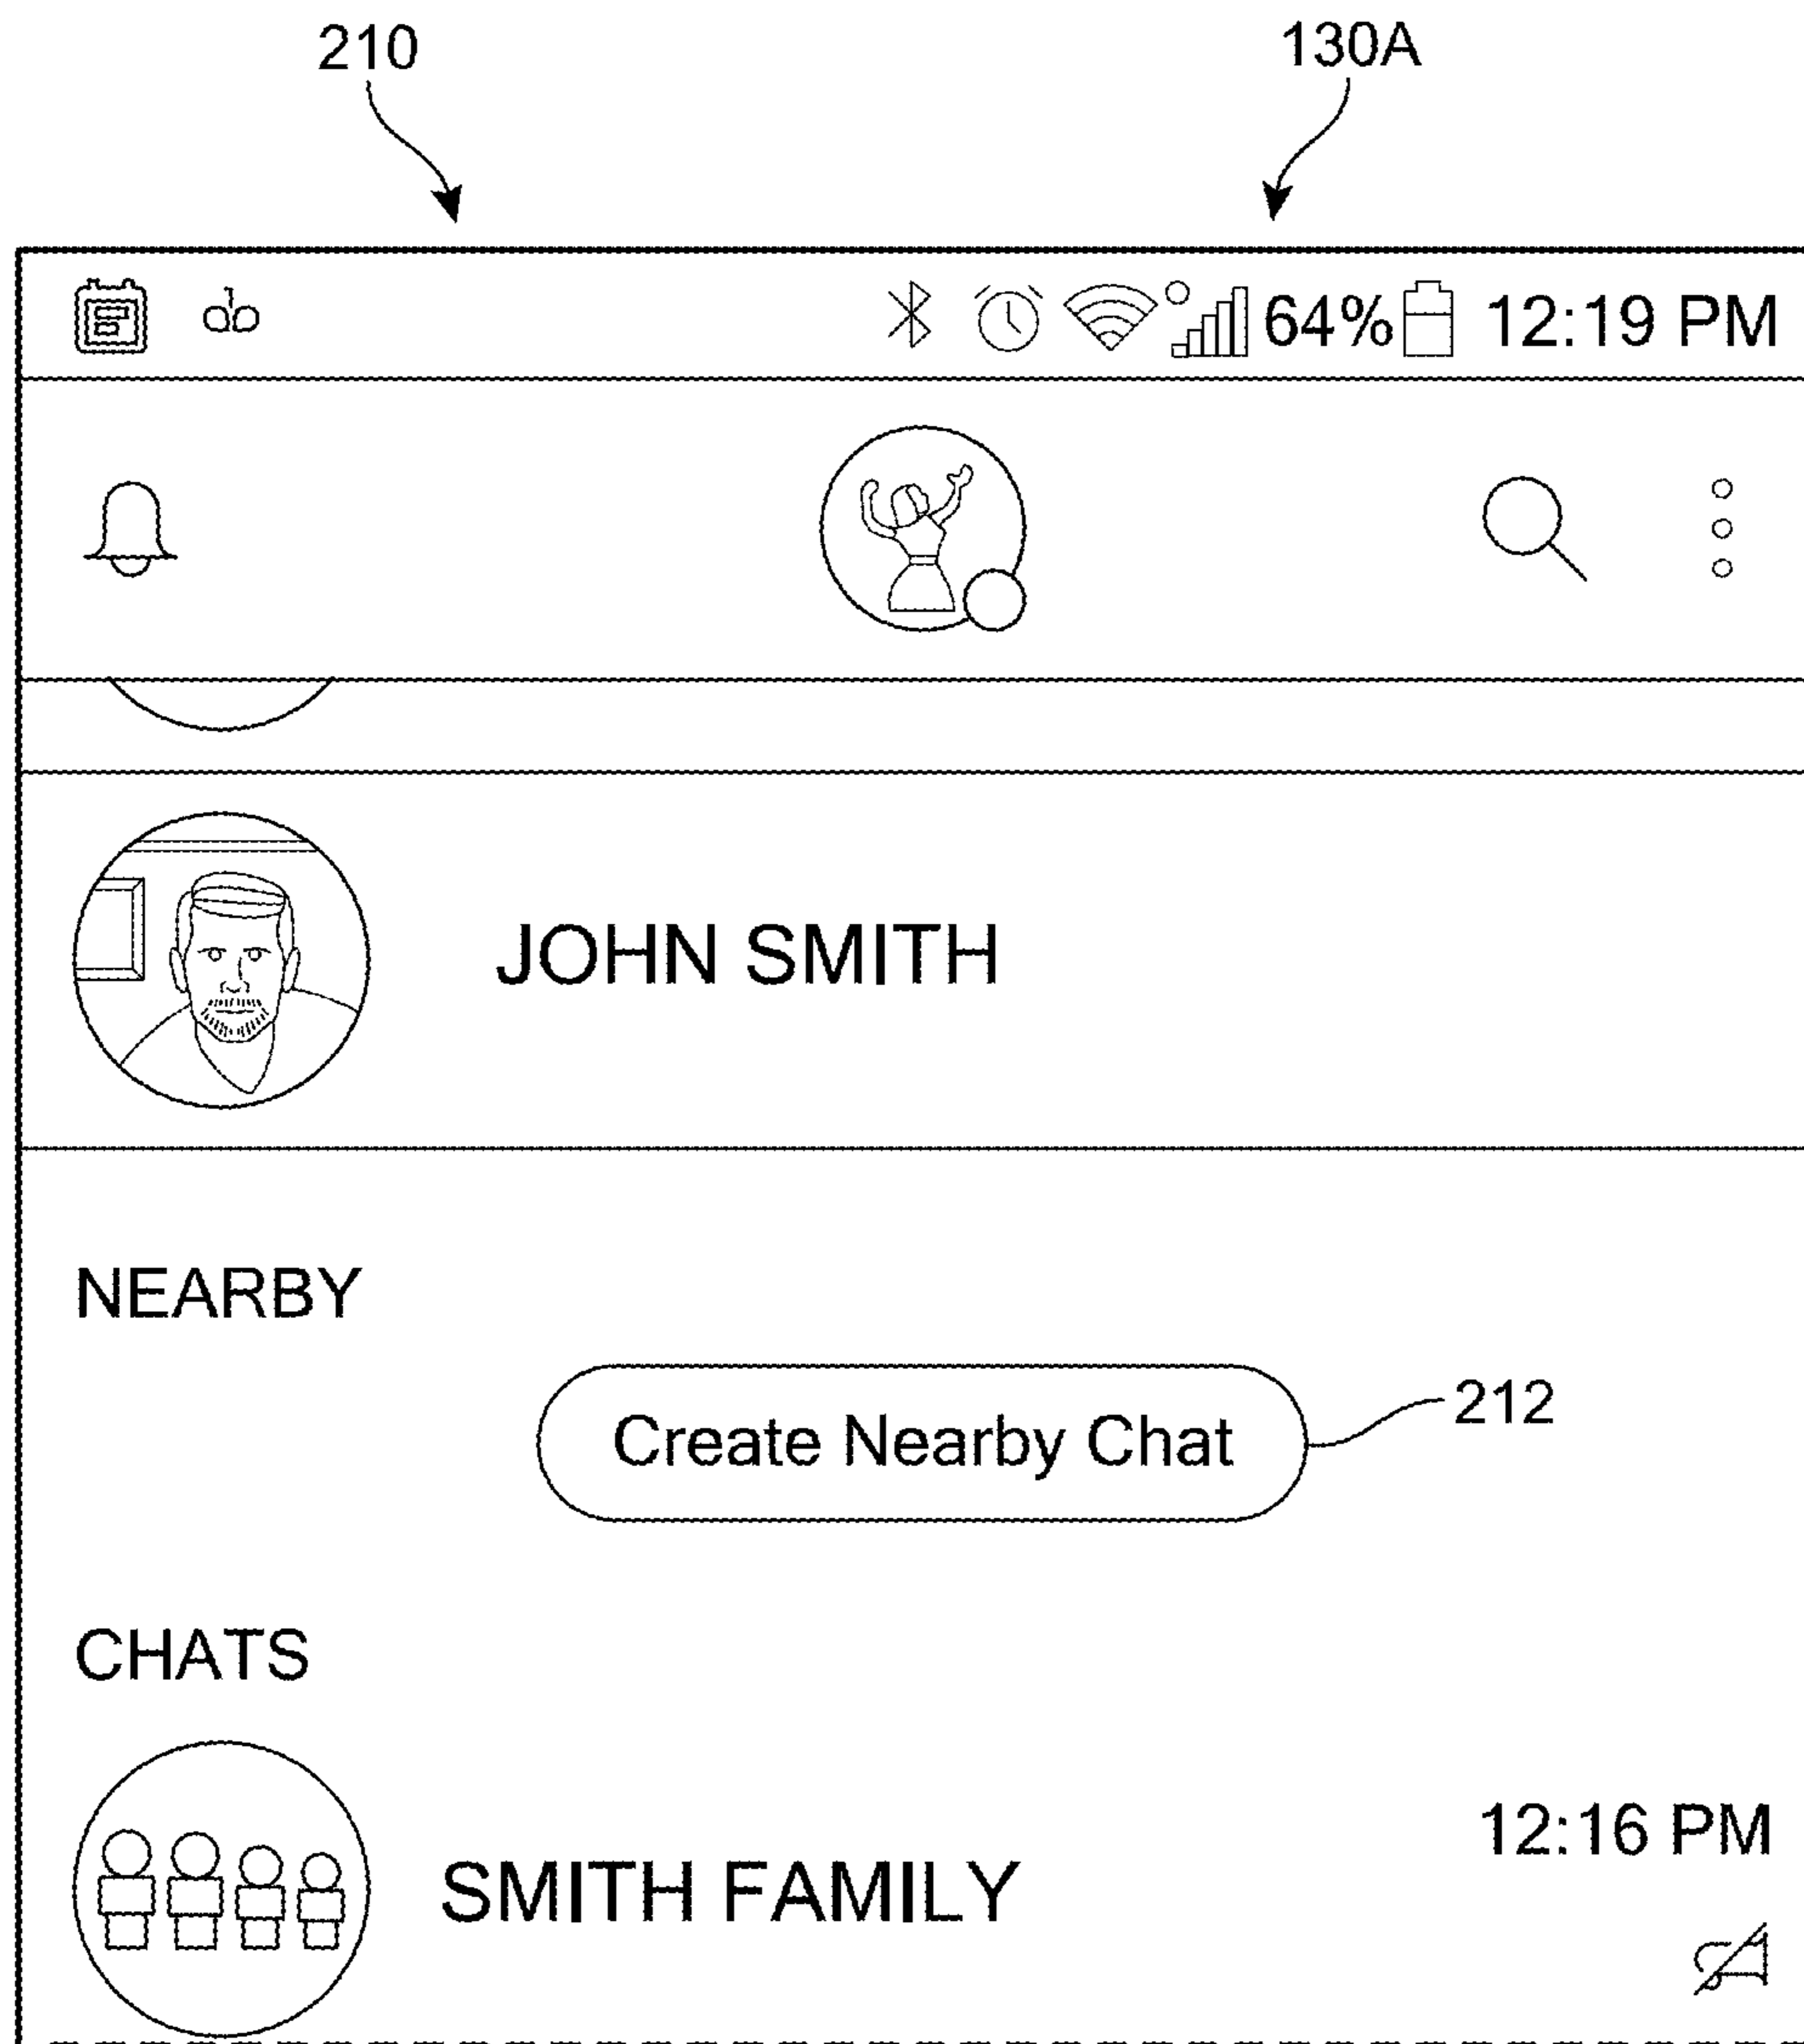 210 130A
64% 12:19 PM
JOHN SMITH
NEARBY
Create Nearby Chat 212
CHATS
12:16 PM
SMITH FAMILY